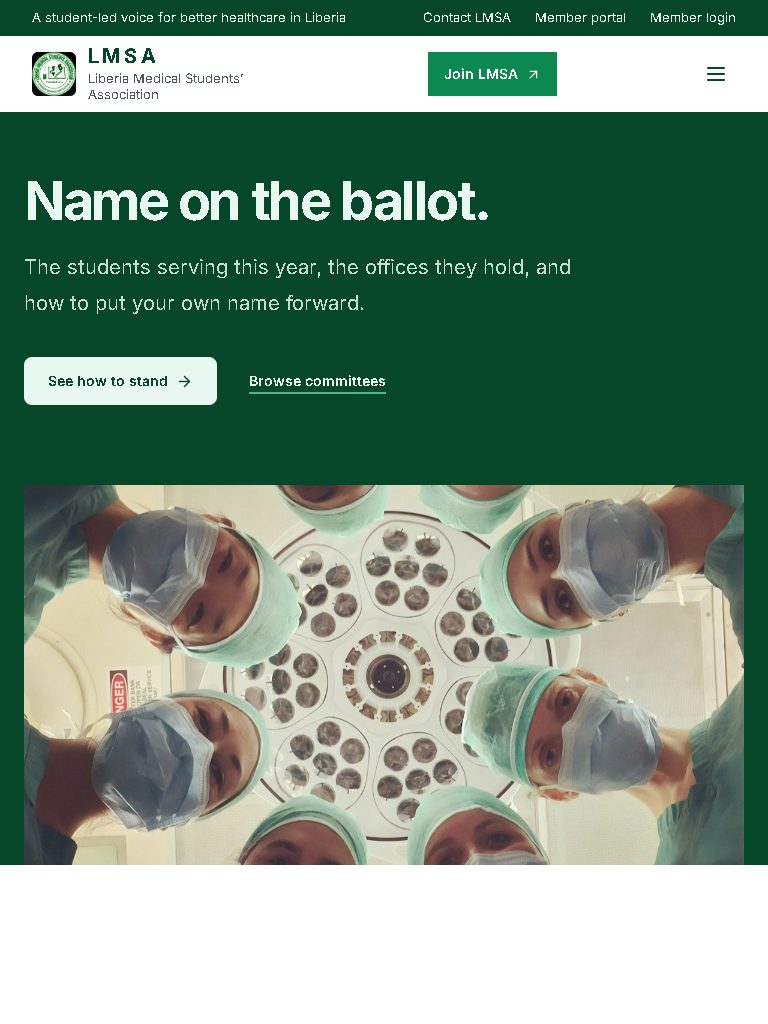 A student-led voice for better healthcare in Liberia
Contact LMSA
Member portal
Member login
LMSA
Liberia Medical Students'
Association
Join LMSA
Name on the ballot.
The students serving this year, the offices they hold, and
how to put your own name forward.
See how to stand
Browse committees